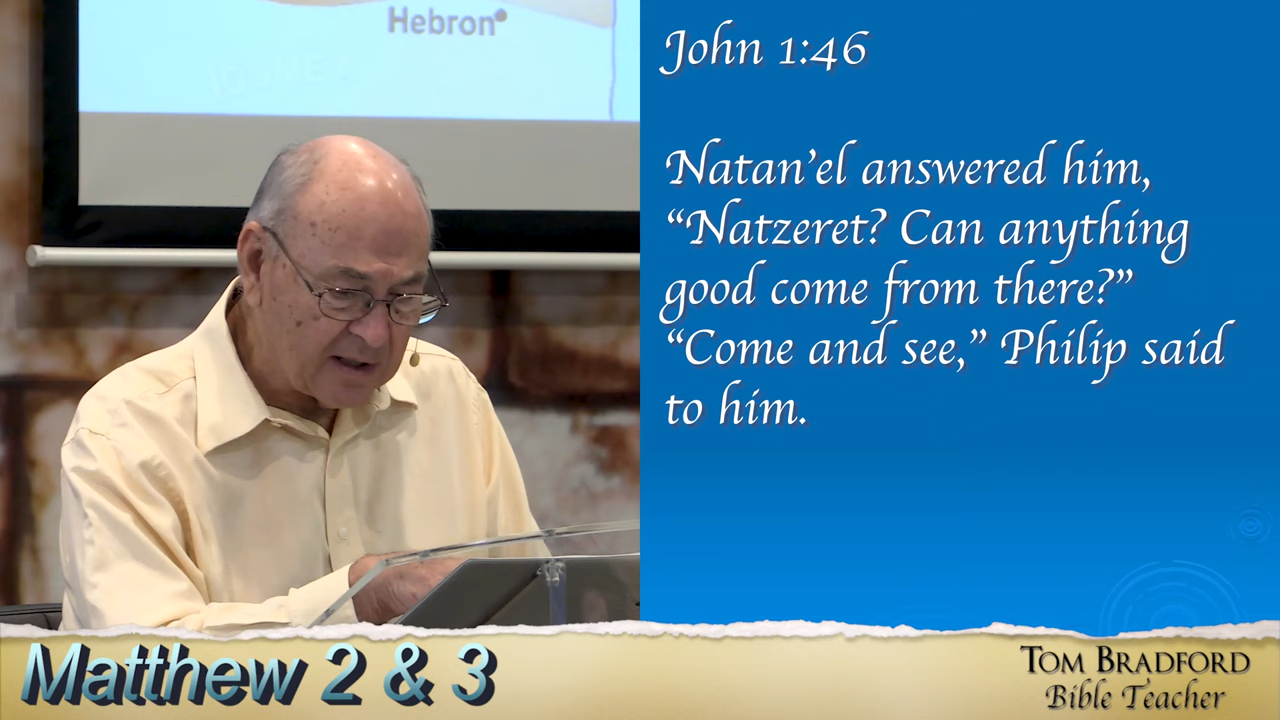 Hebron
John 1:46
Natan’el answered him,
“Natzeret? Can anything
good come from there?”
“Come and see,” Philip said
to him.
Matthew 2 & 3
TOM BRADFORD
Bible Teacher